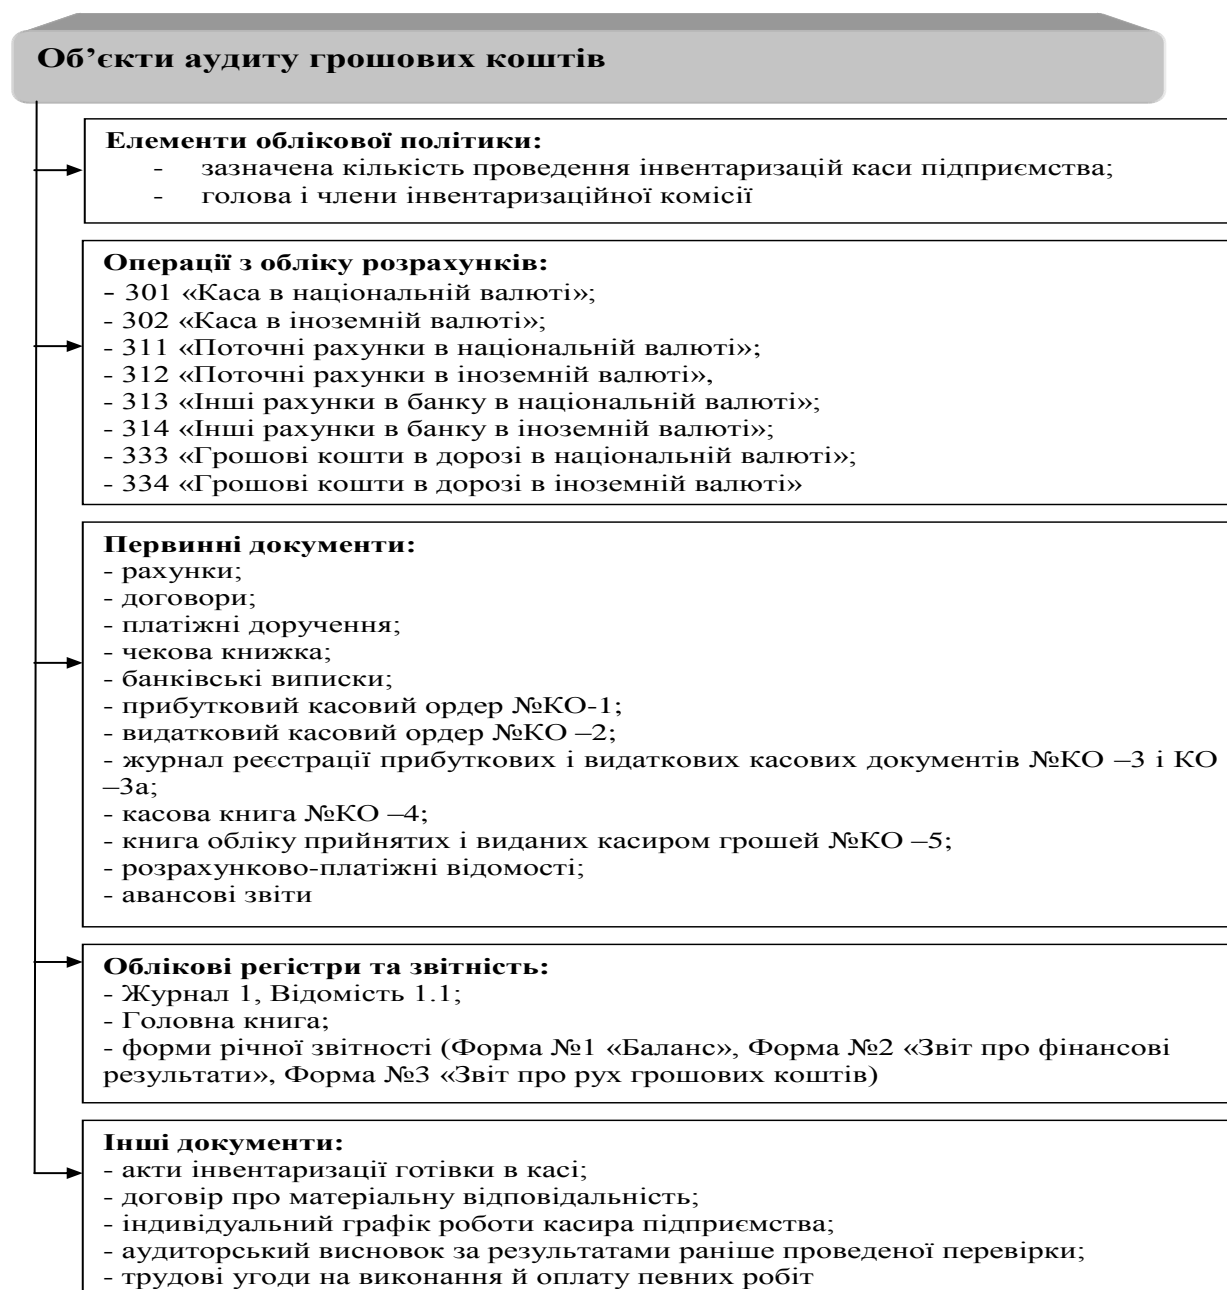 Об’єкти аудиту грошових коштів
Елементи облікової політики:
- зазначена кількість проведення інвентаризацій каси підприємства;
- голова і члени інвентаризаційної комісії
Операції з обліку розрахунків:
- 301 «Каса в національній валюті»;
- 302 «Каса в іноземній валюті»;
- 311 «Поточні рахунки в національній валюті»;
- 312 «Поточні рахунки в іноземній валюті»,
- 313 «Інші рахунки в банку в національній валюті»;
- 314 «Інші рахунки в банку в іноземній валюті»;
- 333 «Грошові кошти в дорозі в національній валюті»;
- 334 «Грошові кошти в дорозі в іноземній валюті»
Первинні документи:
- рахунки;
- договори;
- платіжні доручення;
- чекова книжка;
- банківські виписки;
- прибутковий касовий ордер №КО-1;
- видатковий касовий ордер №КО –2;
- журнал реєстрації прибуткових і видаткових касових документів №КО –3 і КО
–3а;
- касова книга №КО –4;
- книга обліку прийнятих і виданих касиром грошей №КО –5;
- розрахунково-платіжні відомості;
- авансові звіти
Облікові регістри та звітність:
- Журнал 1, Відомість 1.1;
- Головна книга;
- форми річної звітності (Форма №1 «Баланс», Форма №2 «Звіт про фінансові
результати», Форма №3 «Звіт про рух грошових коштів)
Інші документи:
- акти інвентаризації готівки в касі;
- договір про матеріальну відповідальність;
- індивідуальний графік роботи касира підприємства;
- аудиторський висновок за результатами раніше проведеної перевірки;
- трудові угоди на виконання й оплату певних робіт